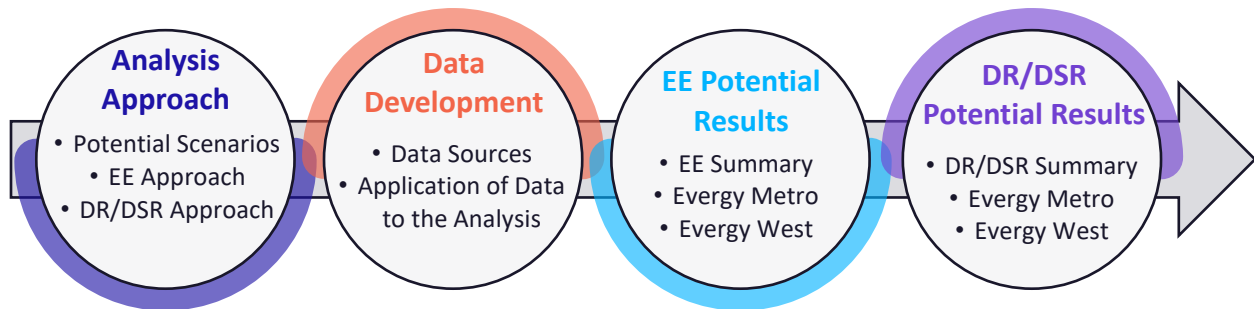 Analysis
Approach
• Potential Scenarios
• EE Approach
• DR/DSR Approach
Data
Development
• Data Sources
• Application of Data
to the Analysis
EE Potential
Results
• EE Summary
• Evergy Metro
• Evergy West
DR/DSR
Potential Results
• DR/DSR Summary
• Evergy Metro
• Evergy West